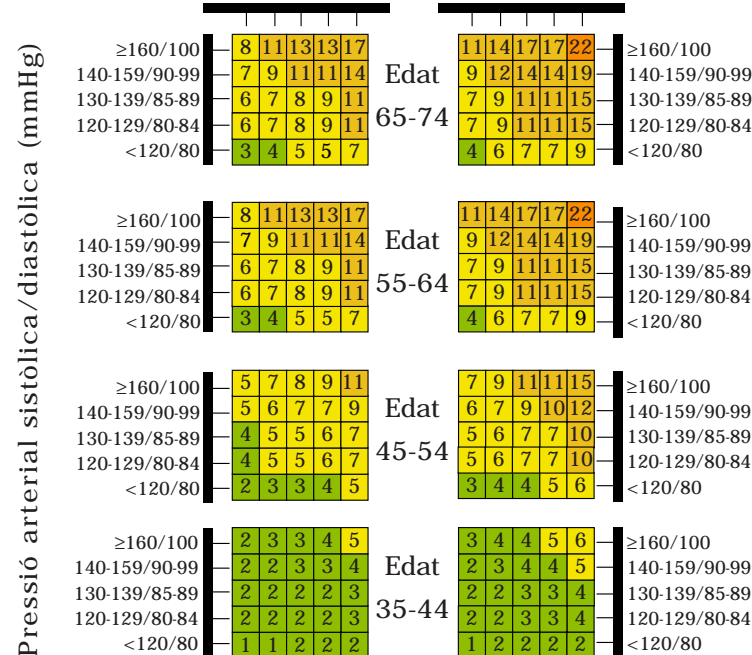 Pressió arterial sistòlica/diastòlica (mmHg)
≥160/100 8 11 13 13 17 11 14 17 17 22 ≥160/100
140-159/90-99 7 9 11 11 14 Edat 9 12 14 14 19 140-159/90-99
130-139/85-89 6 7 8 9 11 65-74 7 9 11 11 15 130-139/85-89
120-129/80-84 6 7 8 9 11 7 9 11 11 15 120-129/80-84
<120/80 3 4 5 5 7 4 6 7 7 9 <120/80
≥160/100 8 11 13 13 17 11 14 17 17 22 ≥160/100
140-159/90-99 7 9 11 11 14 Edat 9 12 14 14 19 140-159/90-99
130-139/85-89 6 7 8 9 11 55-64 7 9 11 11 15 130-139/85-89
120-129/80-84 6 7 8 9 11 7 9 11 11 15 120-129/80-84
<120/80 3 4 5 5 7 4 6 7 7 9 <120/80
≥160/100 5 7 8 9 11 7 9 11 11 15 ≥160/100
140-159/90-99 5 6 7 7 9 Edat 6 7 9 10 12 140-159/90-99
130-139/85-89 4 5 5 6 7 45-54 5 6 7 7 10 130-139/85-89
120-129/80-84 4 5 5 6 7 5 6 7 7 10 120-129/80-84
<120/80 2 3 3 4 5 3 4 4 5 6 <120/80
≥160/100 2 3 3 4 5 3 4 4 5 6 ≥160/100
140-159/90-99 2 2 2 3 4 Edat 2 3 4 4 5 140-159/90-99
130-139/85-89 2 2 2 2 3 35-44 2 2 3 3 4 130-139/85-89
120-129/80-84 2 2 2 2 3 2 2 3 3 4 120-129/80-84
<120/80 1 1 2 2 2 1 2 2 2 2 <120/80